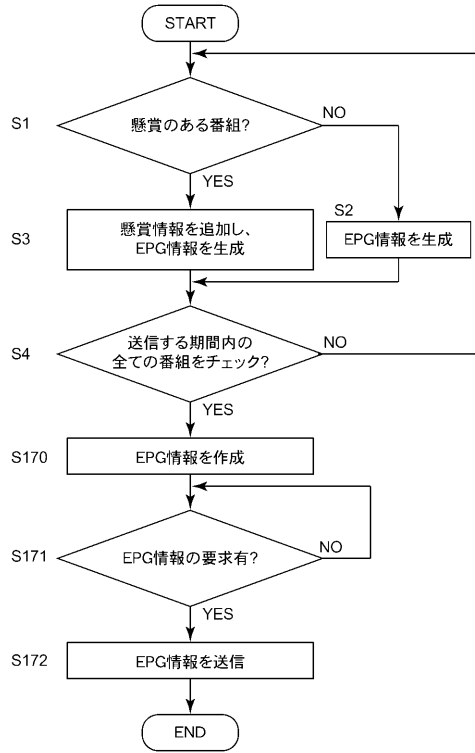 START
S1
懸賞のある番組?
NO
YES
S2
S3
懸賞情報を追加し、
EPG情報を生成
EPG情報を生成
S4
送信する期間内の
全ての番組をチェック?
NO
YES
S170
EPG情報を作成
S171
EPG情報の要求有?
NO
YES
S172
EPG情報を送信
END